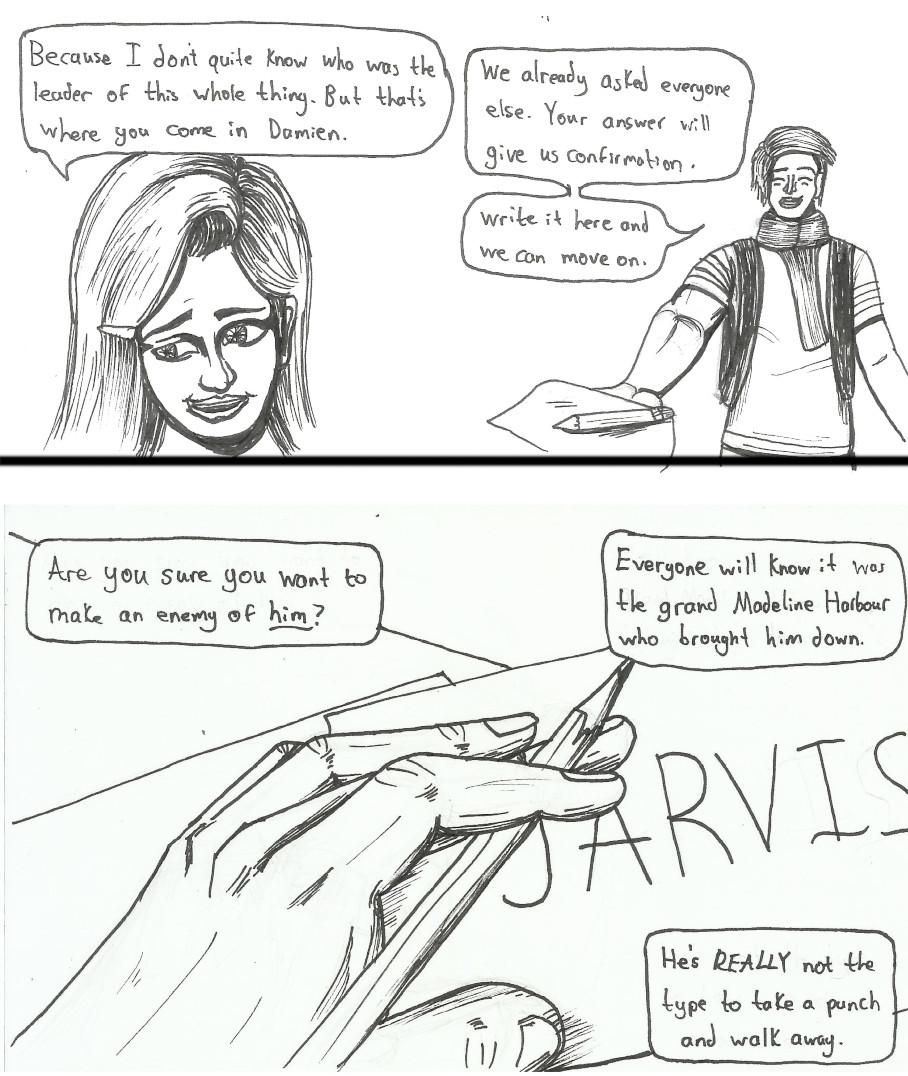 Because I don't quite know who was the
leader of this whole thing. But that's
where you come in Damien.
We already asked everyone
else. Your answer will
give us confirmation.
write it here and
we can move on.
Are you sure you want to
make an enemy of him?
Everyone will know it was
the grand Madeline Harbour
who brought him down.
JARVIS
He's REALLY not the
type to take a punch
and walk away.